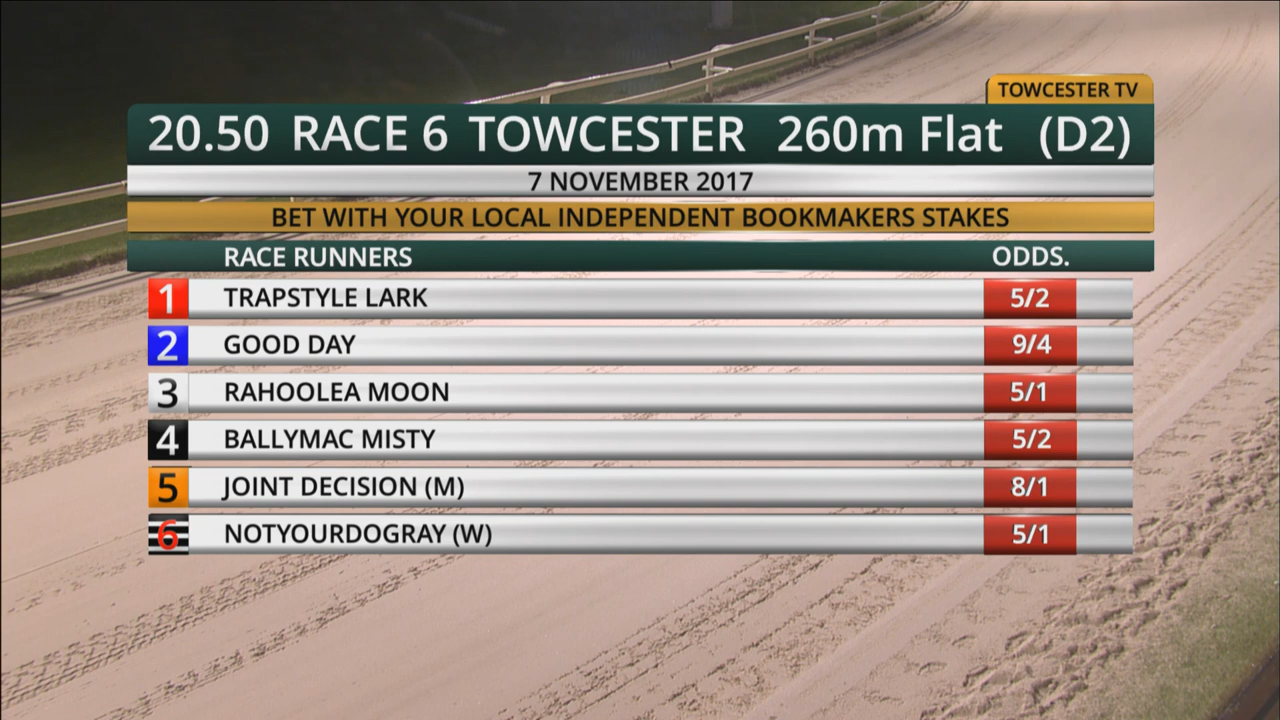 TOWCESTER TV
20.50 RACE 6 TOWCESTER 260m Flat (D2)
7 NOVEMBER 2017
BET WITH YOUR LOCAL INDEPENDENT BOOKMAKERS STAKES
RACE RUNNERS ODDS.
1 TRAPSTYLE LARK 5/2
2 GOOD DAY 9/4
3 RAHOOLEA MOON 5/1
4 BALLYMAC MISTY 5/2
5 JOINT DECISION (M) 8/1
6 NOTYOURDOGRAY (W) 5/1